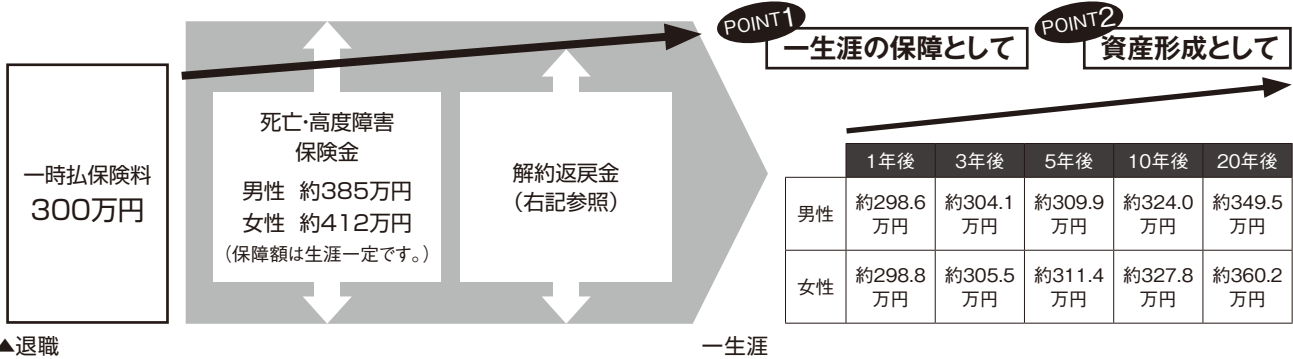 POINT1
一生涯の保障として
POINT2
資産形成として
一時払保険料
300万円
死亡・高度障害
保険金
男性 約385万円
女性 約412万円
（保障額は生涯一定です。）
解約返戻金
（右記参照）
1年後 3年後 5年後 10年後 20年後
男性 約298.6万円 約304.1万円 約309.9万円 約324.0万円 約349.5万円
女性 約298.8万円 約305.5万円 約311.4万円 約327.8万円 約360.2万円
▲退職
一生涯